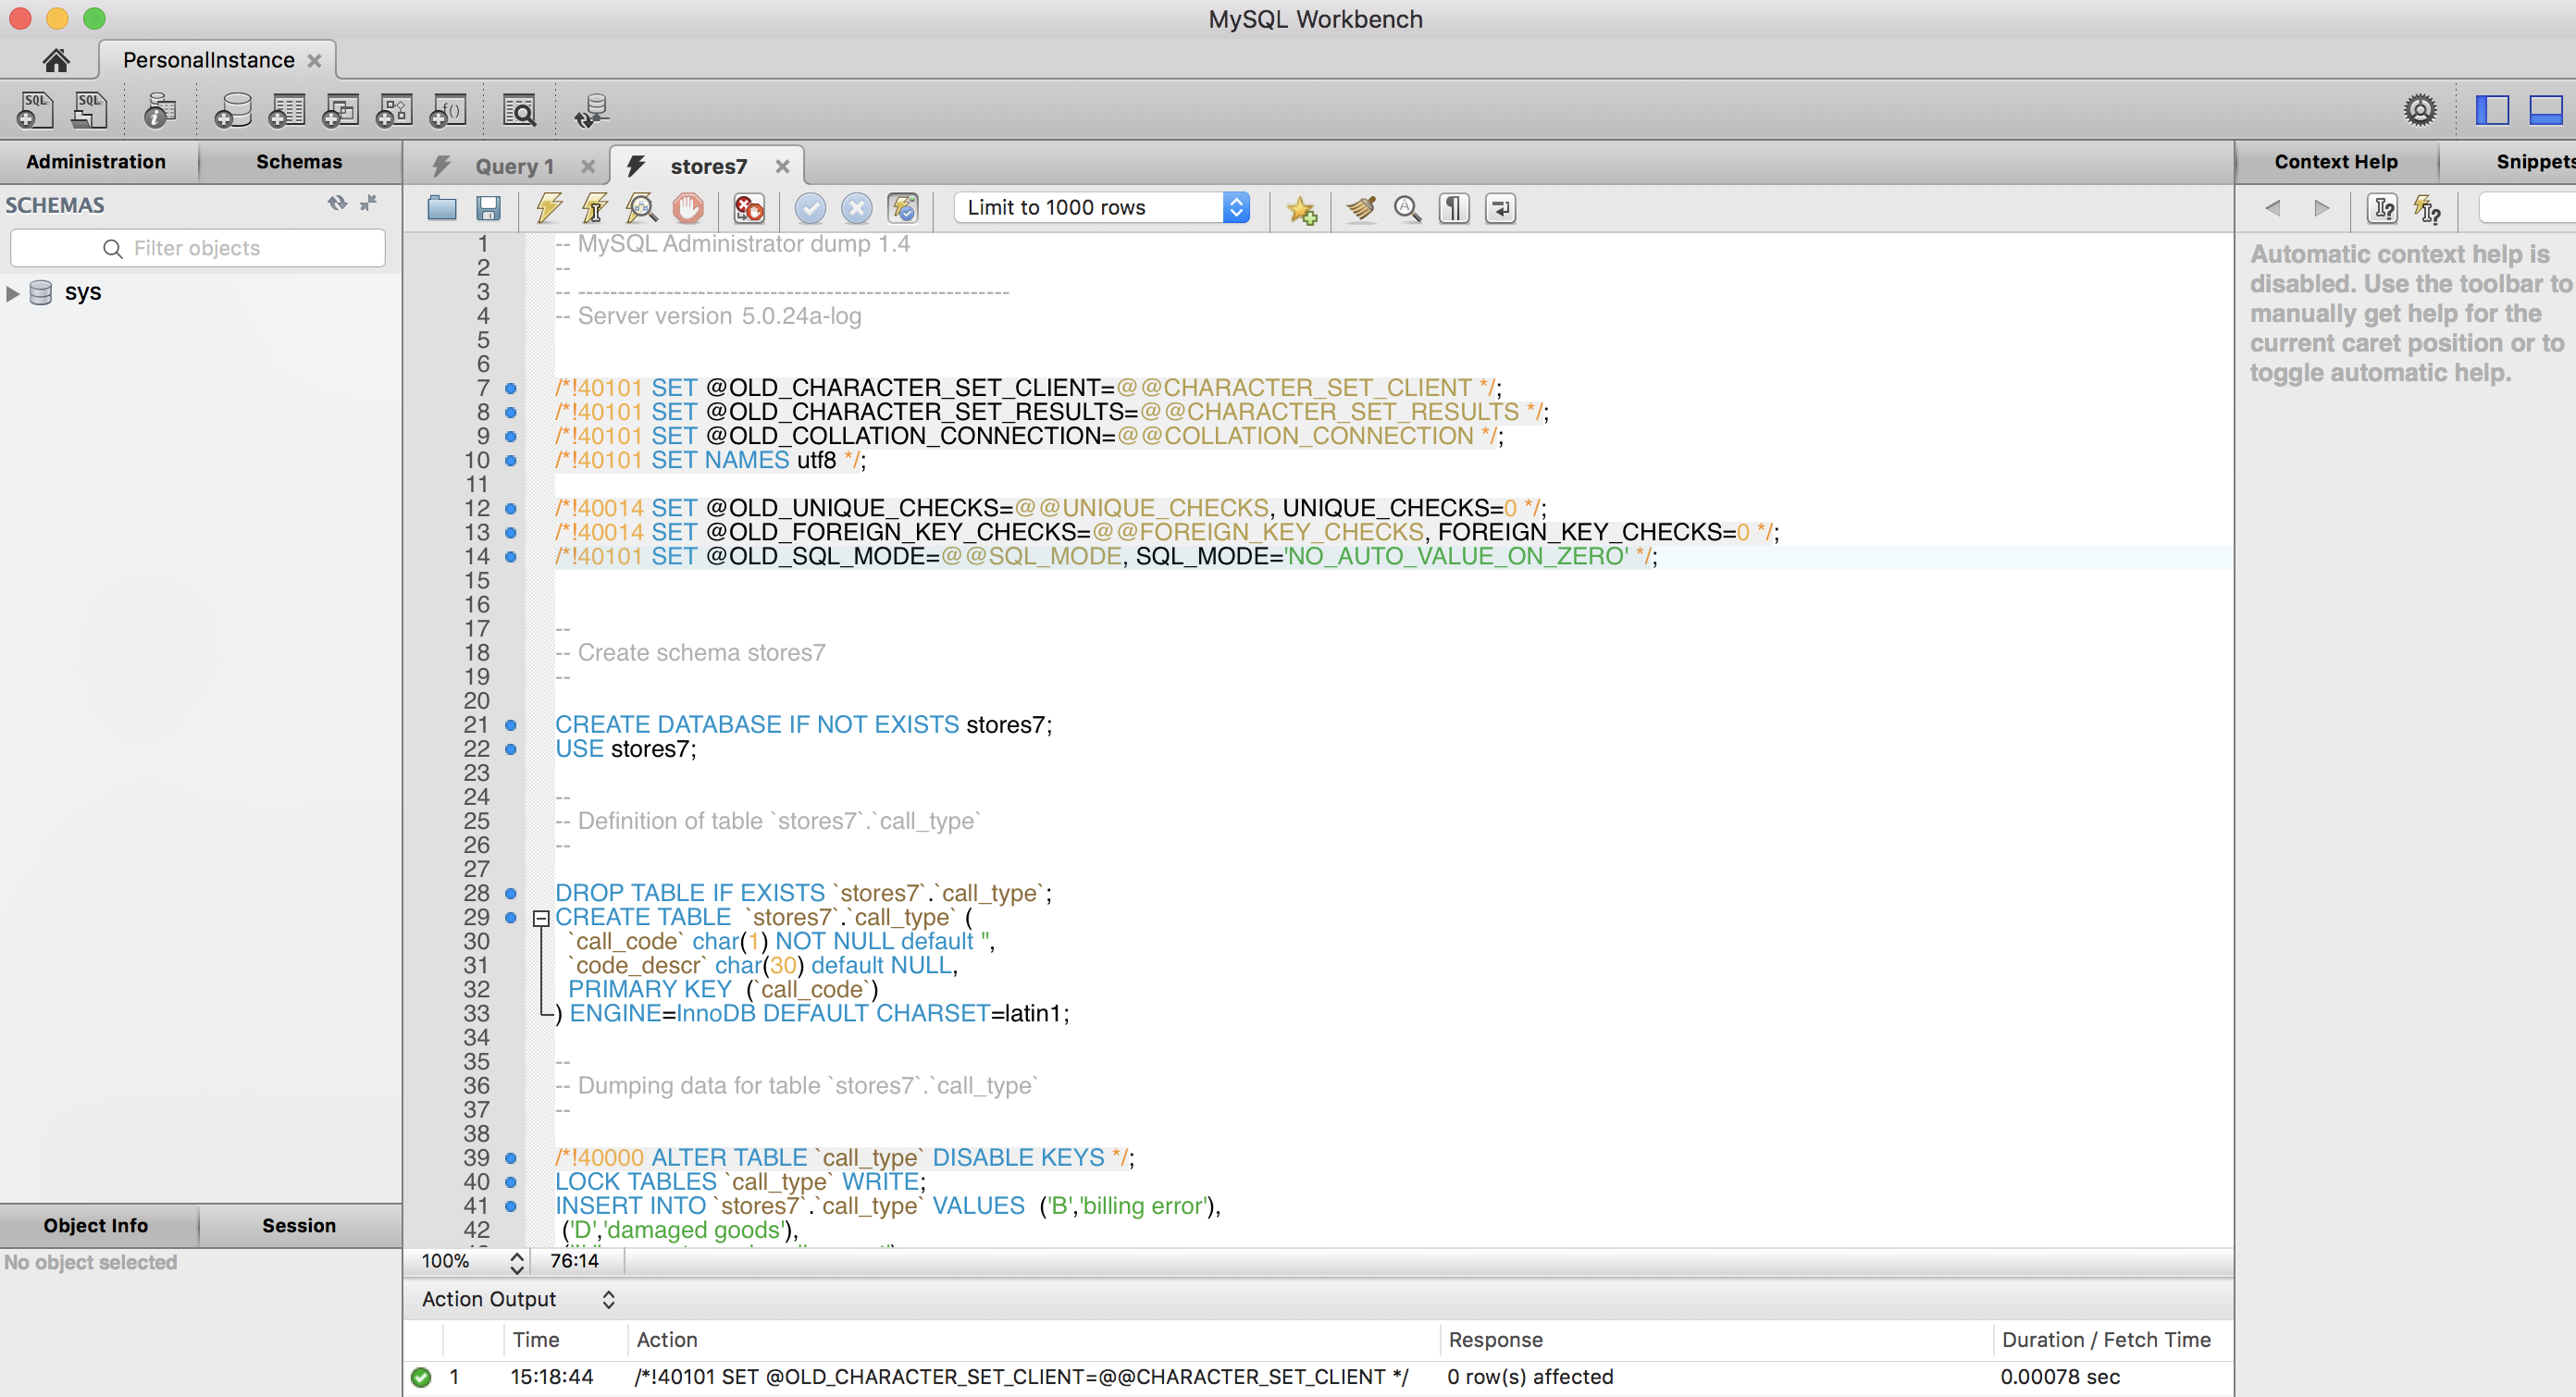 MySQL Workbench
PersonalInstance
Administration
Schemas
SCHEMAS
Filter objects
sys
Object Info
Session
No object selected
Query 1
stores7
Limit to 1000 rows
1 -- MySQL Administrator dump 1.4
2 --
3 -- ------------------------------------------------------
4 -- Server version 5.0.24a-log
5
6
7 /*!40101 SET @OLD_CHARACTER_SET_CLIENT=@@CHARACTER_SET_CLIENT */;
8 /*!40101 SET @OLD_CHARACTER_SET_RESULTS=@@CHARACTER_SET_RESULTS */;
9 /*!40101 SET @OLD_COLLATION_CONNECTION=@@COLLATION_CONNECTION */;
10 /*!40101 SET NAMES utf8 */;
11
12 /*!40014 SET @OLD_UNIQUE_CHECKS=@@UNIQUE_CHECKS, UNIQUE_CHECKS=0 */;
13 /*!40014 SET @OLD_FOREIGN_KEY_CHECKS=@@FOREIGN_KEY_CHECKS, FOREIGN_KEY_CHECKS=0 */;
14 /*!40101 SET @OLD_SQL_MODE=@@SQL_MODE, SQL_MODE='NO_AUTO_VALUE_ON_ZERO' */;
15
16
17 --
18 -- Create schema stores7
19 --
20
21 CREATE DATABASE IF NOT EXISTS stores7;
22 USE stores7;
23
24 --
25 -- Definition of table `stores7`.`call_type`
26 --
27
28 DROP TABLE IF EXISTS `stores7`.`call_type`;
29 CREATE TABLE  `stores7`.`call_type` (
30 `call_code` char(1) NOT NULL default '',
31 `code_descr` char(30) default NULL,
32 PRIMARY KEY  (`call_code`)
33 ) ENGINE=InnoDB DEFAULT CHARSET=latin1;
34
35 --
36 -- Dumping data for table `stores7`.`call_type`
37 --
38
39 /*!40000 ALTER TABLE `call_type` DISABLE KEYS */;
40 LOCK TABLES `call_type` WRITE;
41 INSERT INTO `stores7`.`call_type` VALUES  ('B','billing error'),
42 ('D','damaged goods'),
100%
76:14
Action Output
Time Action Response Duration / Fetch Time
1 15:18:44 /*!40101 SET @OLD_CHARACTER_SET_CLIENT=@@CHARACTER_SET_CLIENT */ 0 row(s) affected 0.00078 sec
Context Help
Snippets
Automatic context help is
disabled. Use the toolbar to
manually get help for the
current caret position or to
toggle automatic help.